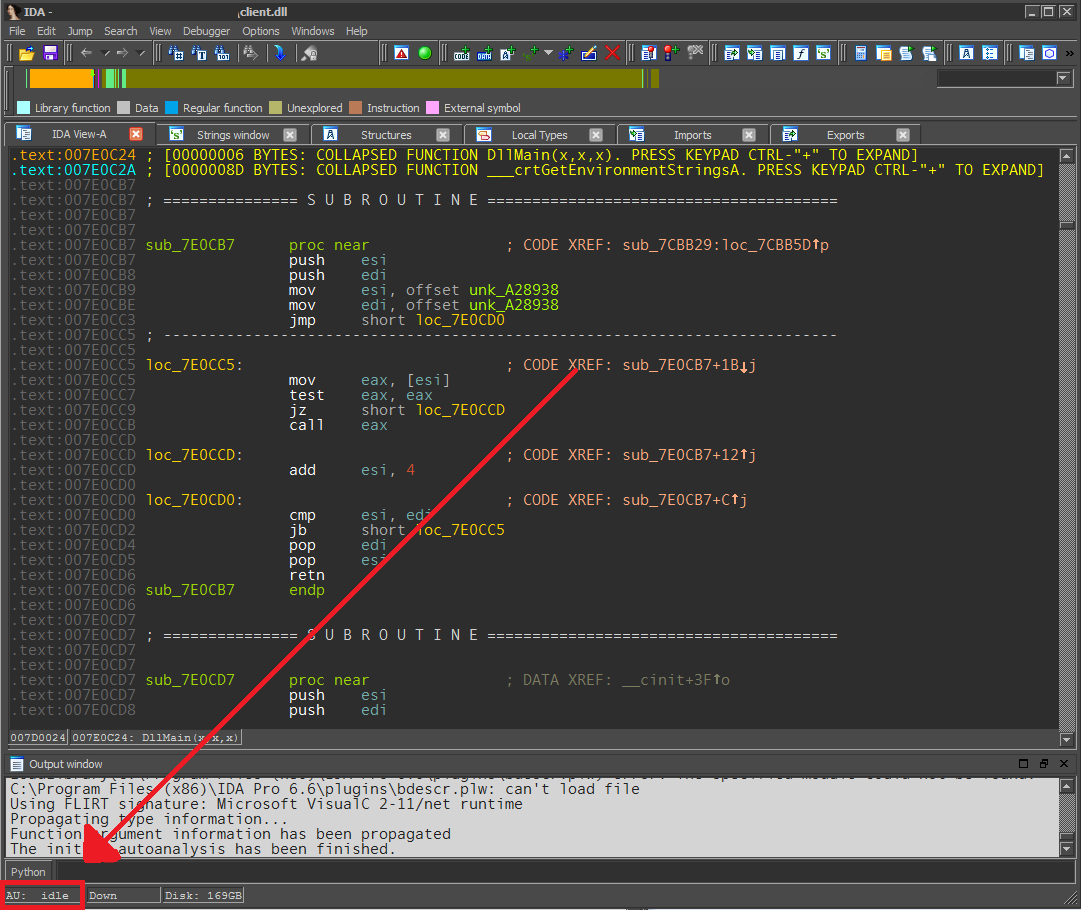 IDA - client.dll
File Edit Jump Search View Debugger Options Windows Help
Library function Data Regular function Unexplored Instruction External symbol
IDA View-A Strings window Structures Local Types Imports Exports
.text:007E0C24 ; [00000006 BYTES: COLLAPSED FUNCTION DllMain(x,x,x). PRESS KEYPAD CTRL-"+" TO EXPAND]
.text:007E0C2A ; [0000008D BYTES: COLLAPSED FUNCTION ___crtGetEnvironmentStringsA. PRESS KEYPAD CTRL-"+" TO EXPAND]
.text:007E0CB7
.text:007E0CB7 ; =============== S U B R O U T I N E =======================================
.text:007E0CB7
.text:007E0CB7
.text:007E0CB7 sub_7E0CB7 proc near ; CODE XREF: sub_7CBB29:loc_7CBB5D↑p
.text:007E0CB7 push esi
.text:007E0CB8 push edi
.text:007E0CB9 mov esi, offset unk_A28938
.text:007E0CBE mov edi, offset unk_A28938
.text:007E0CC3 jmp short loc_7E0CD0
.text:007E0CC5 ; ---------------------------------------------------------------------------
.text:007E0CC5
.text:007E0CC5 loc_7E0CC5: ; CODE XREF: sub_7E0CB7+1B↓j
.text:007E0CC5 mov eax, [esi]
.text:007E0CC7 test eax, eax
.text:007E0CC9 jz short loc_7E0CCD
.text:007E0CCB call eax
.text:007E0CCD
.text:007E0CCD loc_7E0CCD: ; CODE XREF: sub_7E0CB7+12↑j
.text:007E0CCD add esi, 4
.text:007E0CD0
.text:007E0CD0 loc_7E0CD0: ; CODE XREF: sub_7E0CB7+C↑j
.text:007E0CD0 cmp esi, edi
.text:007E0CD2 jb short loc_7E0CC5
.text:007E0CD4 pop edi
.text:007E0CD5 pop esi
.text:007E0CD6 retn
.text:007E0CD6 sub_7E0CB7 endp
.text:007E0CD6
.text:007E0CD7
.text:007E0CD7 ; =============== S U B R O U T I N E =======================================
.text:007E0CD7
.text:007E0CD7
.text:007E0CD7 sub_7E0CD7 proc near ; DATA XREF: __cinit+3F↑o
.text:007E0CD7 push esi
.text:007E0CD8 push edi
007D0024 007E0C24: DllMain(x,x,x)
Output window
C:\Program Files (x86)\IDA Pro 6.6\plugins\bdescr.plw: can't load file
Using FLIRT signature: Microsoft VisualC 2-11/net runtime
Propagating type information...
Function argument information has been propagated
The initial autoanalysis has been finished.
Python
AU: idle Down Disk: 169GB